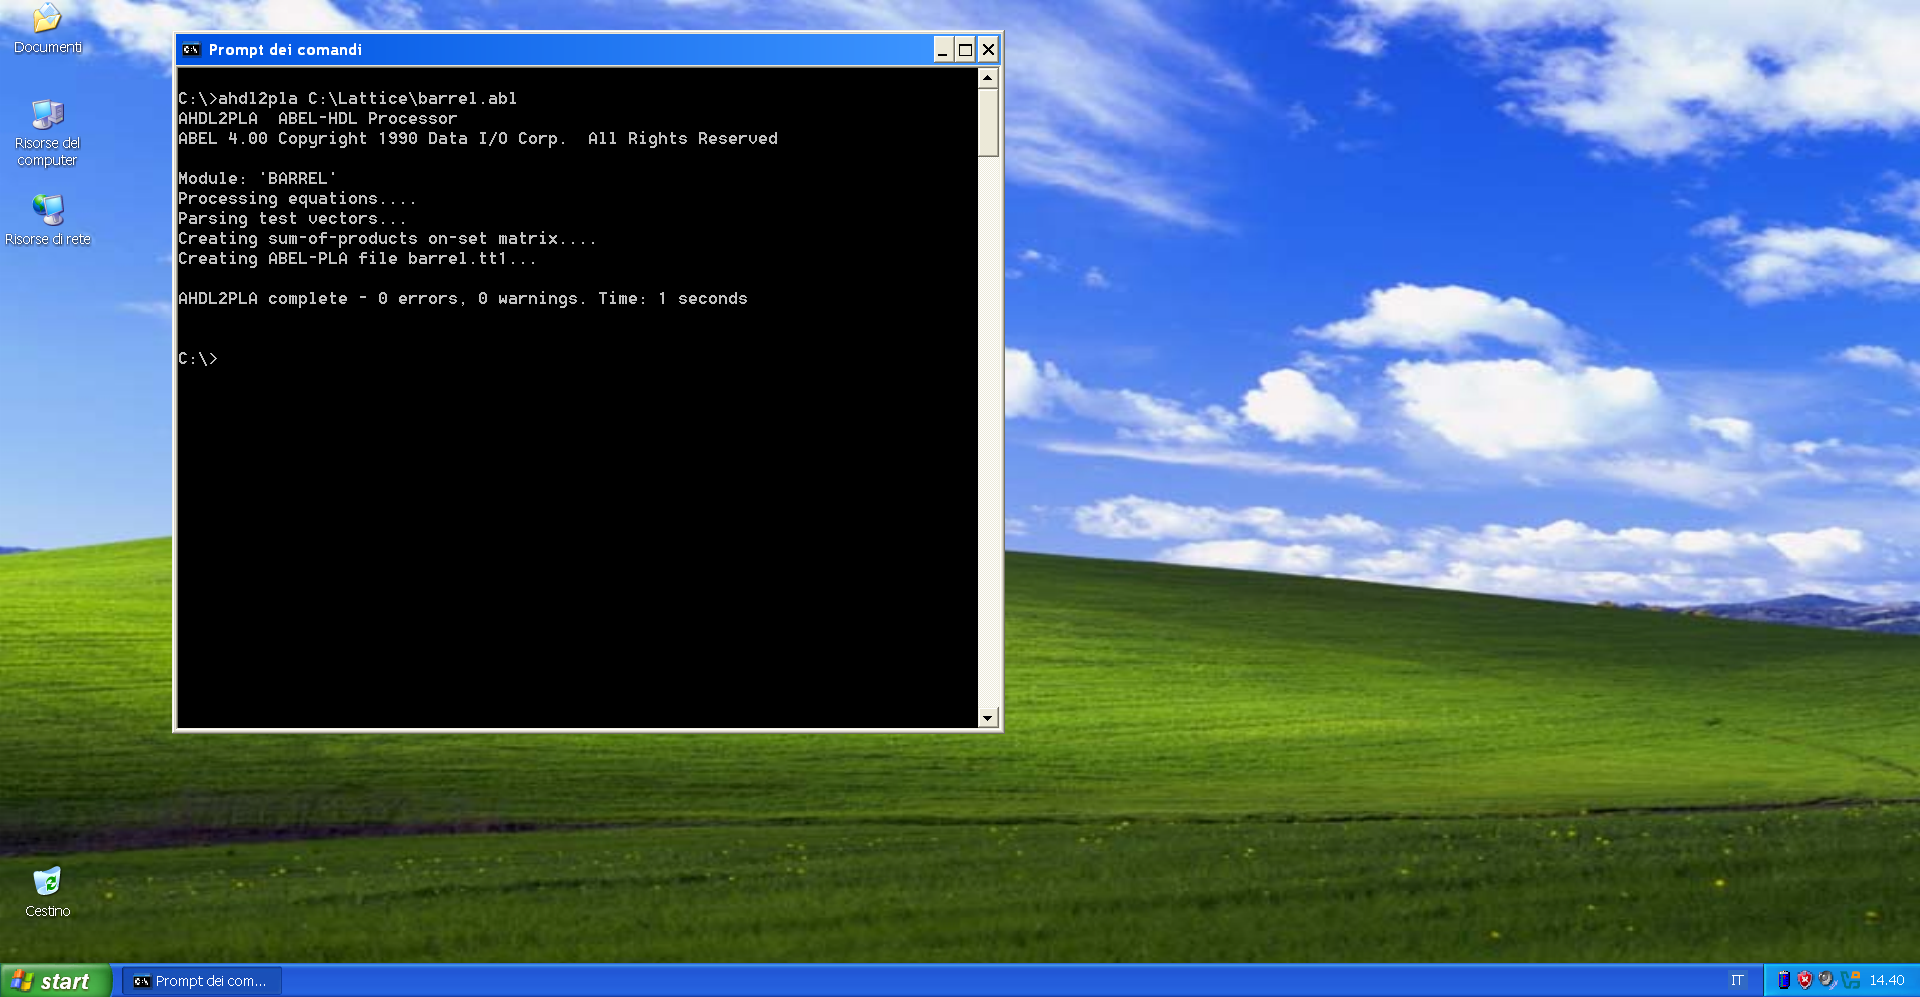 Documenti
Risorse del
computer
Risorse di rete
Cestino
Prompt dei comandi
C:\>ahdl2pla C:\Lattice\barrel.abl
AHDL2PLA  ABEL-HDL Processor
ABEL 4.00 Copyright 1990 Data I/O Corp.  All Rights Reserved
Module: 'BARREL'
Processing equations....
Parsing test vectors...
Creating sum-of-products on-set matrix....
Creating ABEL-PLA file barrel.tt1...
AHDL2PLA complete - 0 errors, 0 warnings. Time: 1 seconds
C:\>
start
Prompt dei com...
IT
14.40